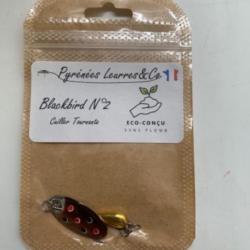 Pyrénées Leurres&Co
Blackbird N°2
Cuiller Tournante
ECO-CONÇU
SANS PLOMB